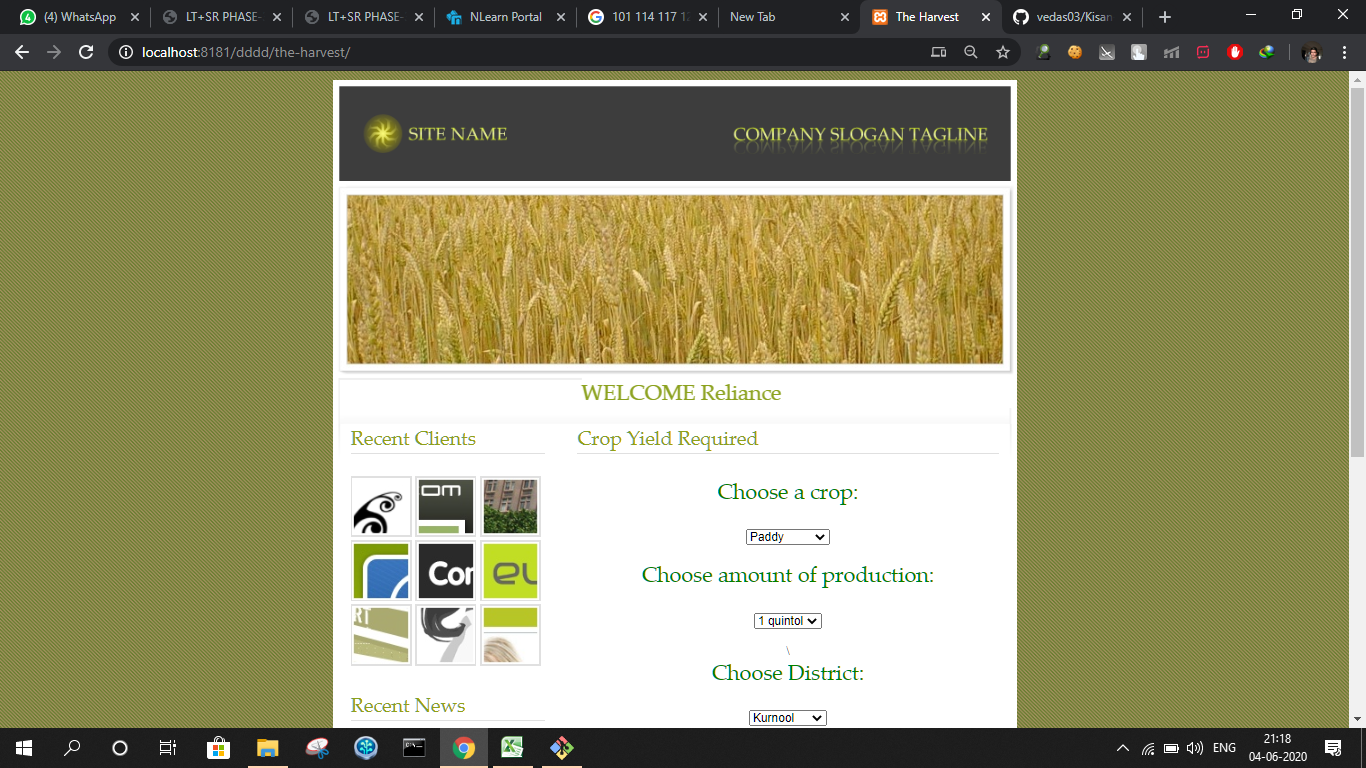 (4) WhatsApp
LT+SR PHASE-
LT+SR PHASE-
NLearn Portal
101 114 117 12
New Tab
The Harvest
vedas03/Kisan
localhost:8181/dddd/the-harvest/
SITE NAME
COMPANY SLOGAN TAGLINE
WELCOME Reliance
Recent Clients
Crop Yield Required
Choose a crop:
Paddy
Choose amount of production:
1 quintol
\
Choose District:
Kurnool
OM
Cor
RT
Recent News
ENG
21:18
04-06-2020